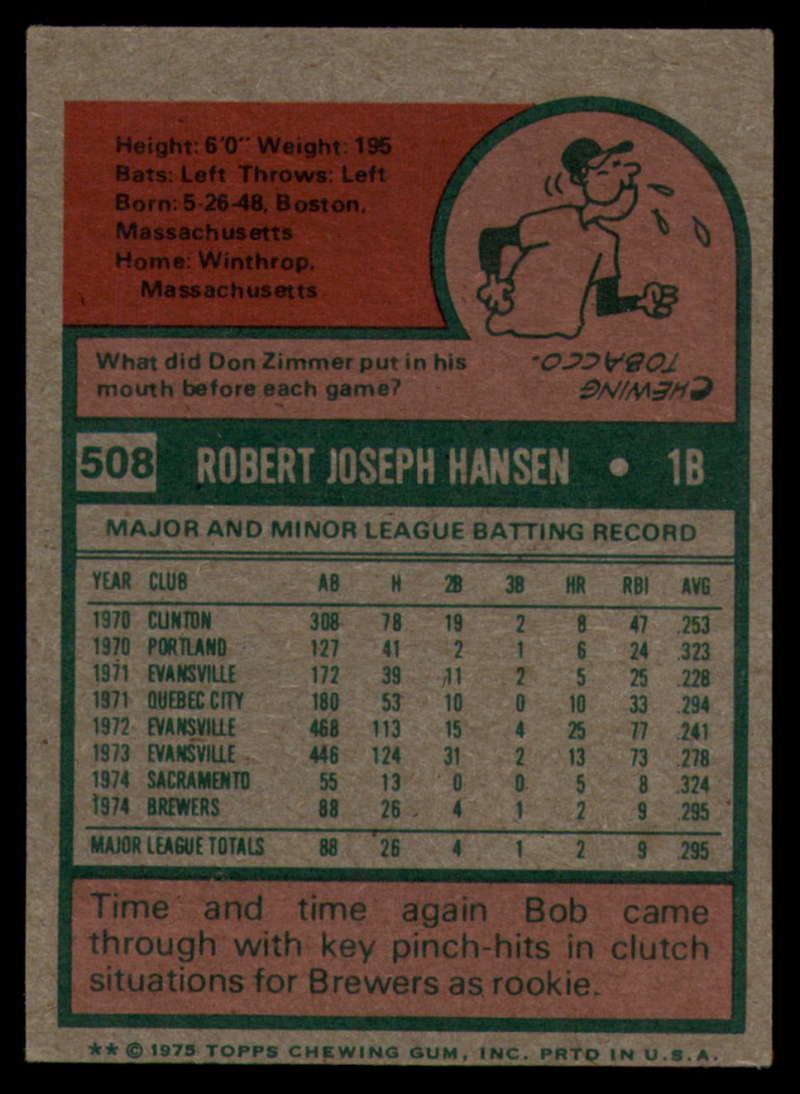 Height: 6'0" Weight: 195
Bats: Left Throws: Left
Born: 5-26-48, Boston,
Massachusetts
Home: Winthrop,
Massachusetts
What did Don Zimmer put in his
mouth before each game?
CHEWING
TOBACCO.
508 ROBERT JOSEPH HANSEN • 1B
MAJOR AND MINOR LEAGUE BATTING RECORD
YEAR CLUB AB H 2B 3B HR RBI AVG
1970 CLINTON 308 78 19 2 8 47 .253
1970 PORTLAND 127 41 2 1 6 24 .323
1971 EVANSVILLE 172 39 11 2 5 25 .228
1971 QUEBEC CITY 180 53 10 0 10 33 .294
1972 EVANSVILLE 468 113 15 4 25 77 .241
1973 EVANSVILLE 446 124 31 2 13 73 .278
1974 SACRAMENTO 55 13 0 0 5 8 .324
1974 BREWERS 88 26 4 1 2 9 .295
MAJOR LEAGUE TOTALS 88 26 4 1 2 9 .295
Time and time again Bob came
through with key pinch-hits in clutch
situations for Brewers as rookie.
** © 1975 TOPPS CHEWING GUM, INC. PRTD IN U.S.A.